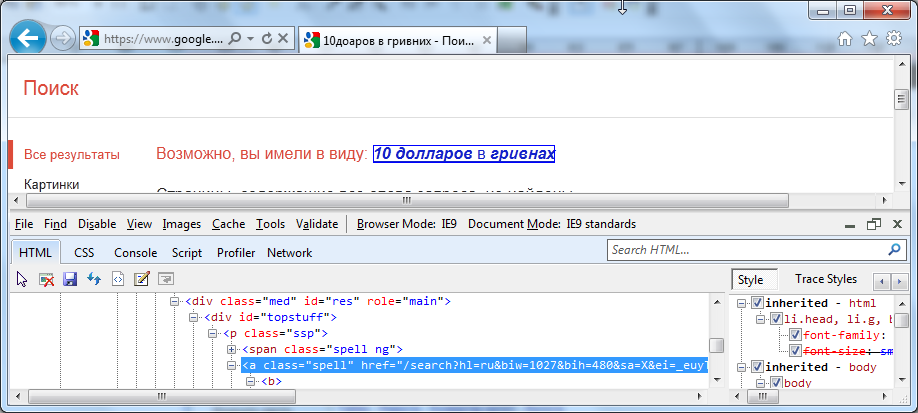 https://www.google....
10доаров в гривних - Пои...
Поиск
Все результаты
Возможно, вы имели в виду: 10 долларов в гривнах
Картинки
File Find Disable View Images Cache Tools Validate Browser Mode: IE9 Document Mode: IE9 standards
HTML CSS Console Script Profiler Network
Search HTML...
Style Trace Styles
<div class="med" id="res" role="main">
<div id="topstuff">
<p class="ssp">
<span class="spell ng">
<a class="spell" href="/search?hl=ru&biw=1027&bih=480&sa=X&ei=_euy
<b>
inherited - html
li.head, li.g,
font-family:
font-size: sm
inherited - body
body